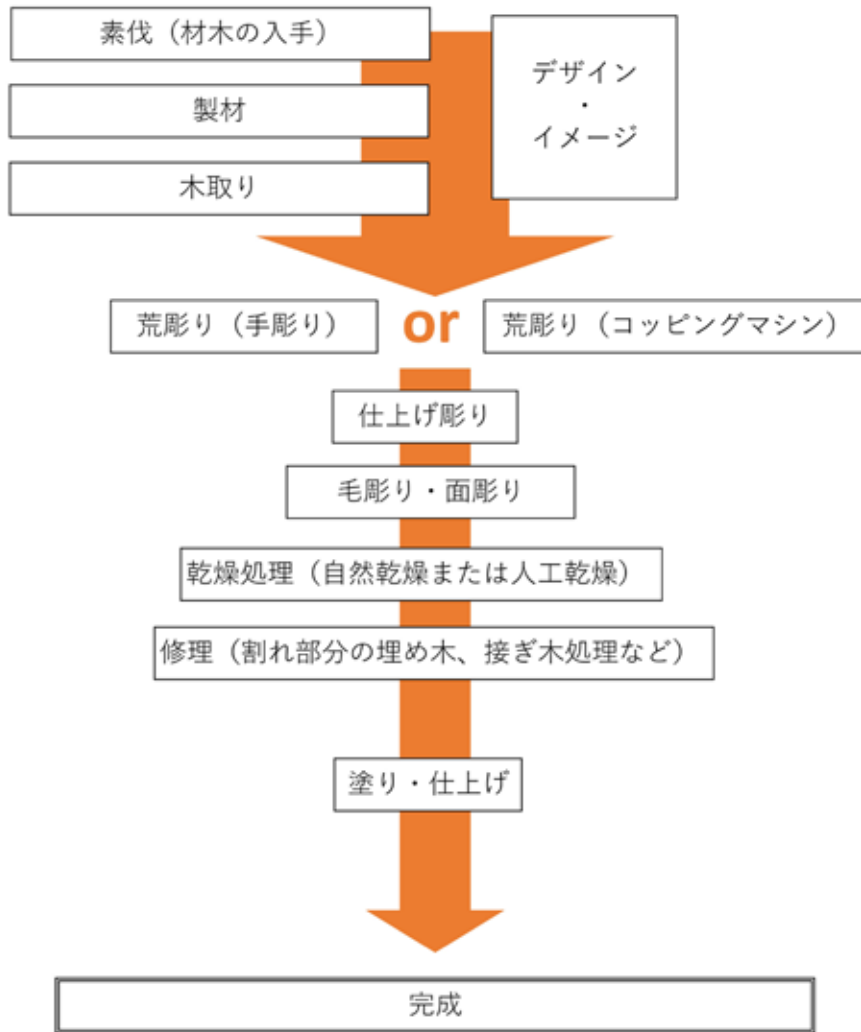 素伐（材木の入手）
製材
木取り
デザイン
・
イメージ
荒彫り（手彫り）
or
荒彫り（コッピングマシン）
仕上げ彫り
毛彫り・面彫り
乾燥処理（自然乾燥または人工乾燥）
修理（割れ部分の埋め木、接ぎ木処理など）
塗り・仕上げ
完成